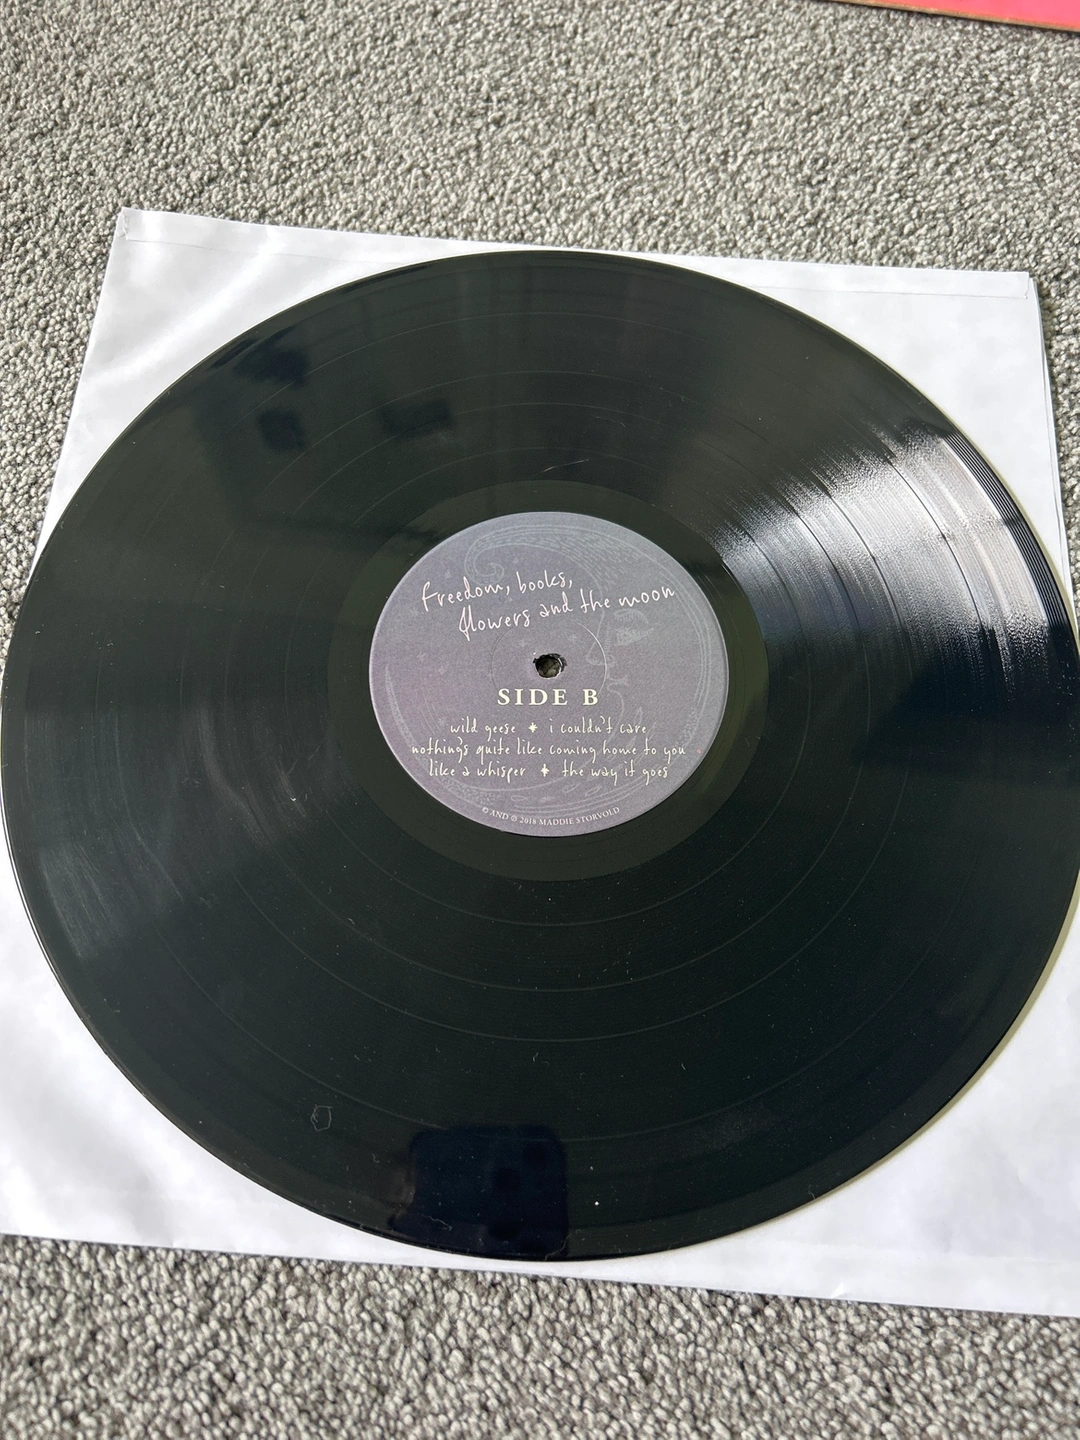 freedom, books,
flowers and the moon
SIDE B
wild geese * i couldn't care
nothing's quite like coming home to you
like a whisper * the way it goes
© AND ℗ 2018 MADDIE STORVOLD